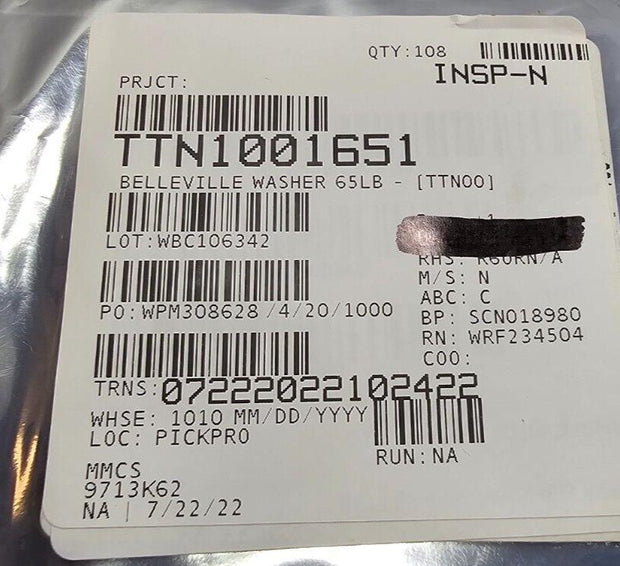 QTY:108
INSP-N
PRJCT:
TTN1001651
BELLEVILLE WASHER 65LB - [TTN00]
LOT:WBC106342
RHS: R60RN/A
M/S: N
ABC: C
PO:WPM308628 /4/20/1000
BP: SCN018980
RN: WRF234504
COO:
TRNS:07222022102422
WHSE: 1010 MM/DD/YYYY
LOC: PICKPRO
RUN:NA
MMCS
9713K62
NA | 7/22/22